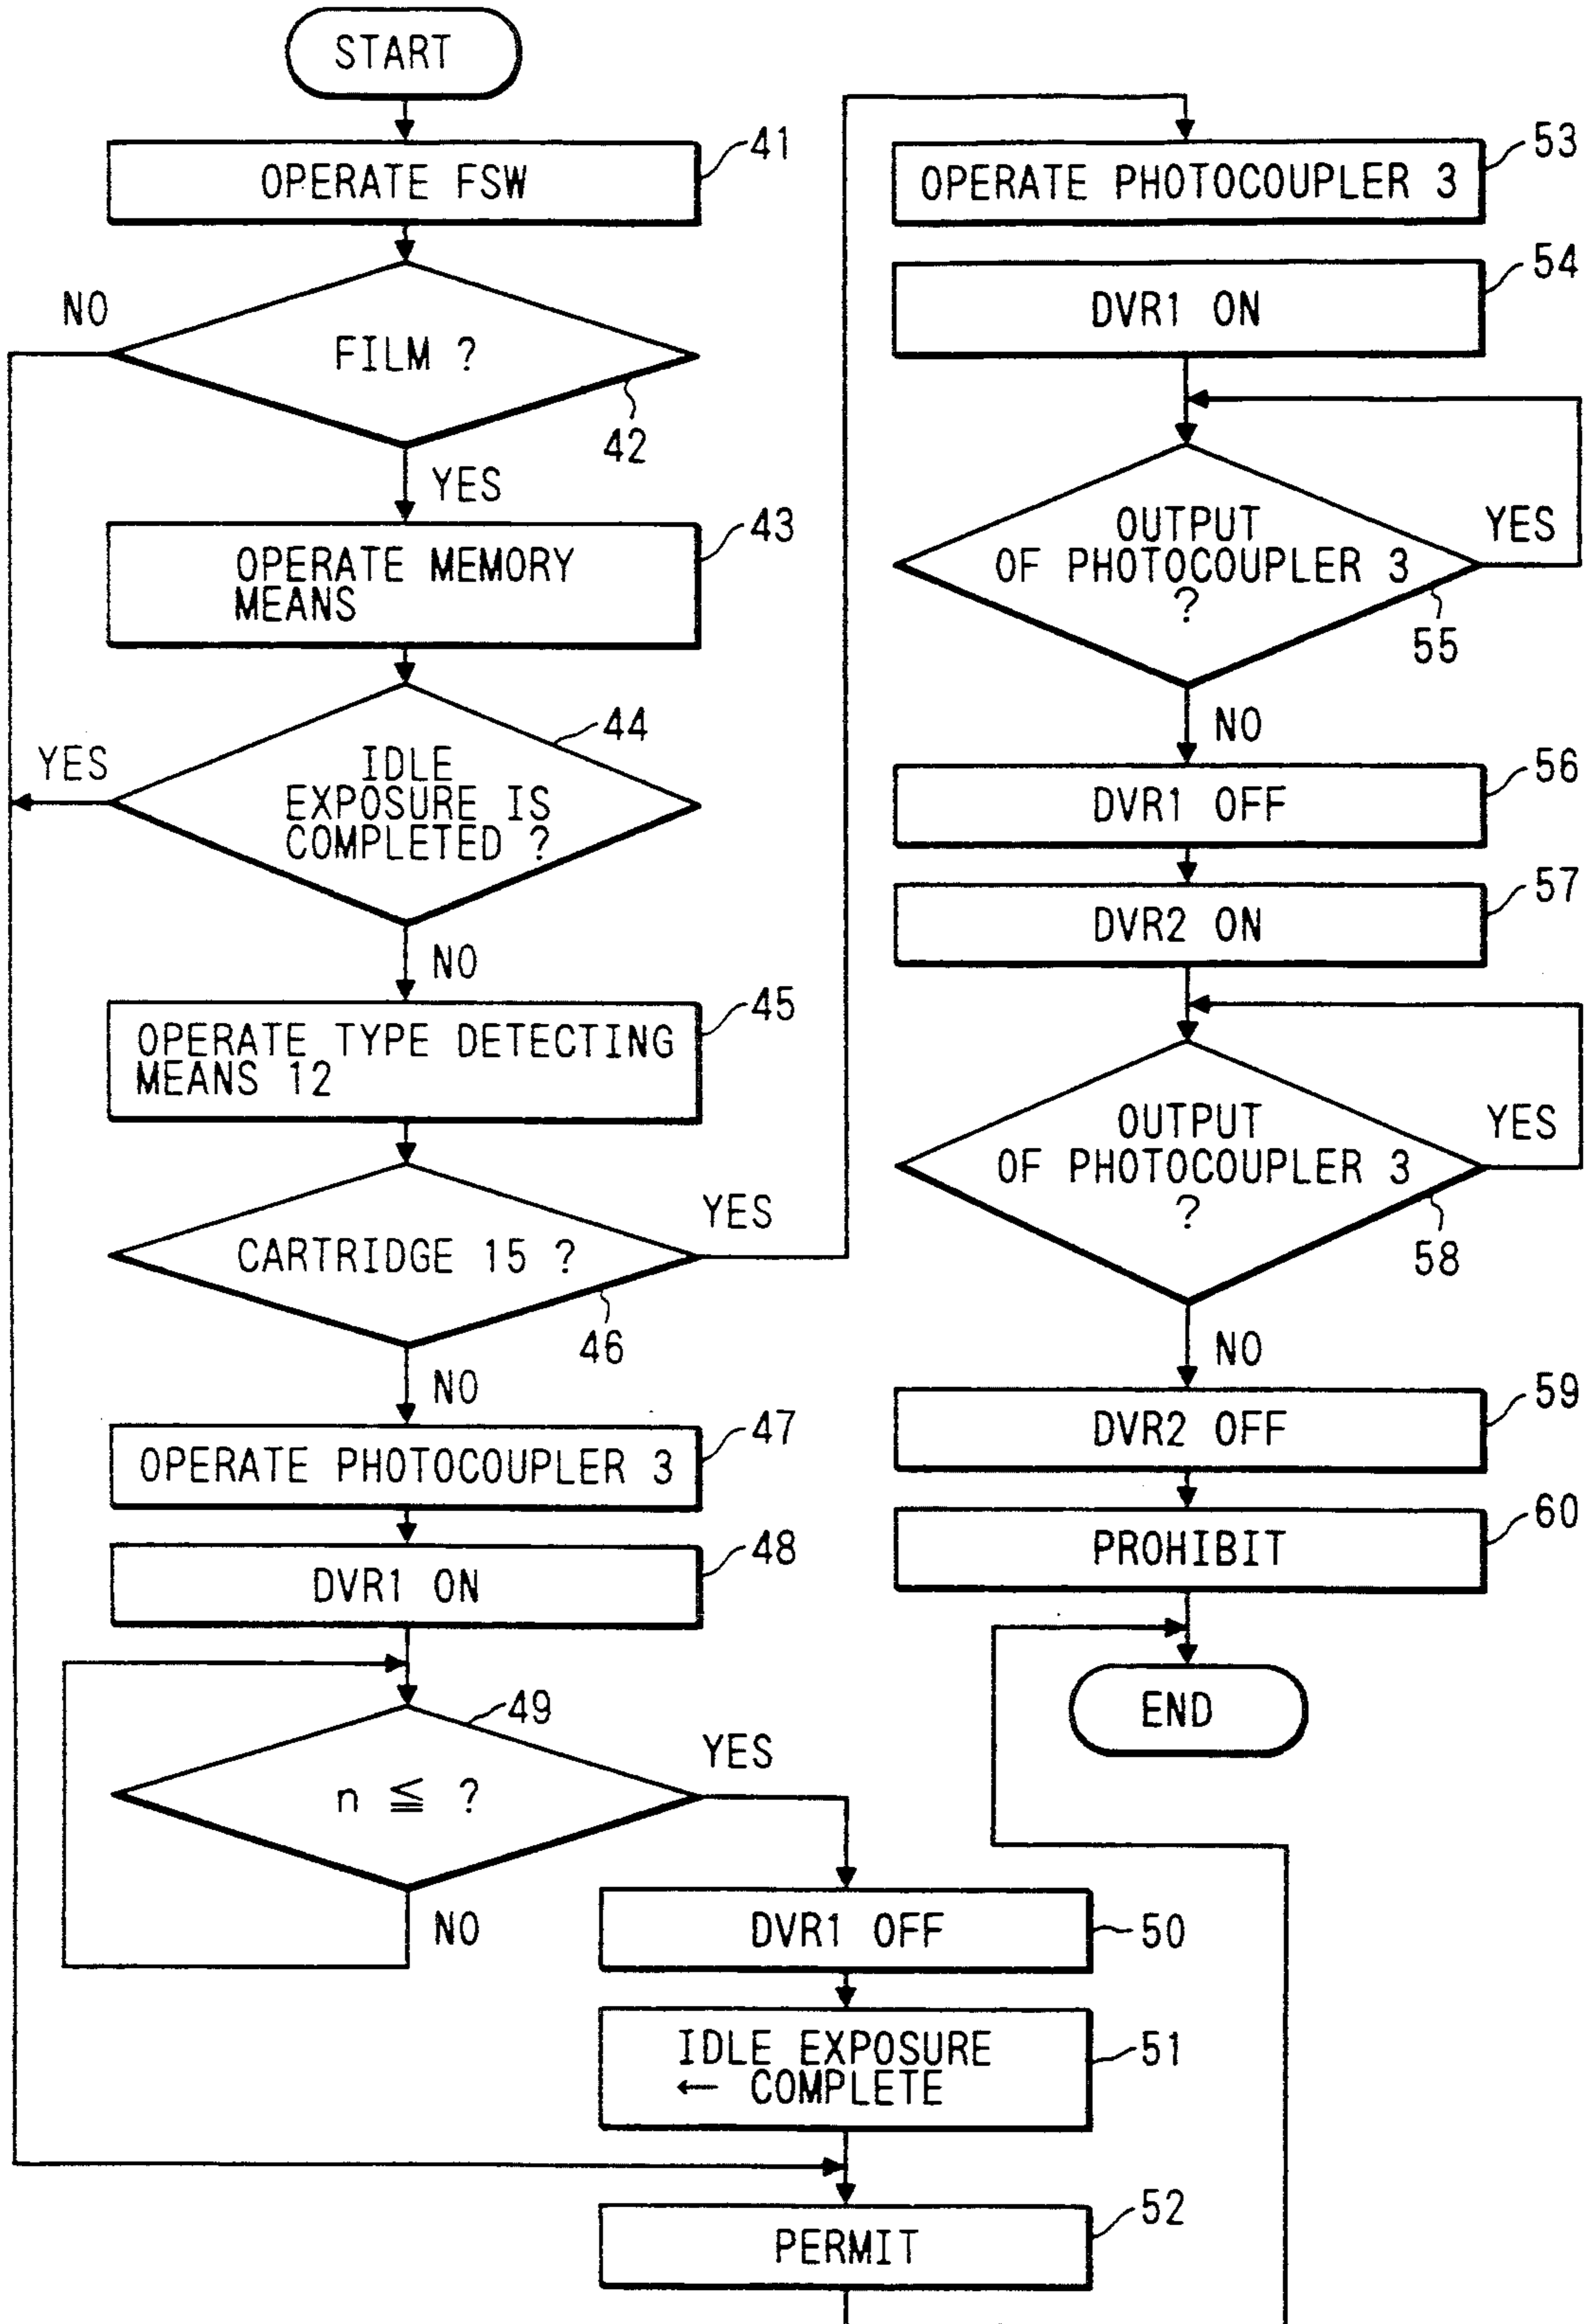 START
OPERATE FSW
41
NO
FILM ?
42
YES
OPERATE MEMORY
MEANS
43
44
YES
IDLE
EXPOSURE IS
COMPLETED ?
NO
OPERATE TYPE DETECTING
MEANS 12
45
YES
CARTRIDGE 15 ?
46
NO
OPERATE PHOTOCOUPLER 3
47
DVR1 ON
48
49
YES
n ≦ ?
NO
DVR1 OFF
50
IDLE EXPOSURE
← COMPLETE
51
PERMIT
52
OPERATE PHOTOCOUPLER 3
53
DVR1 ON
54
OUTPUT
OF PHOTOCOUPLER 3
?
YES
55
NO
DVR1 OFF
56
DVR2 ON
57
OUTPUT
OF PHOTOCOUPLER 3
?
YES
58
NO
DVR2 OFF
59
PROHIBIT
60
END